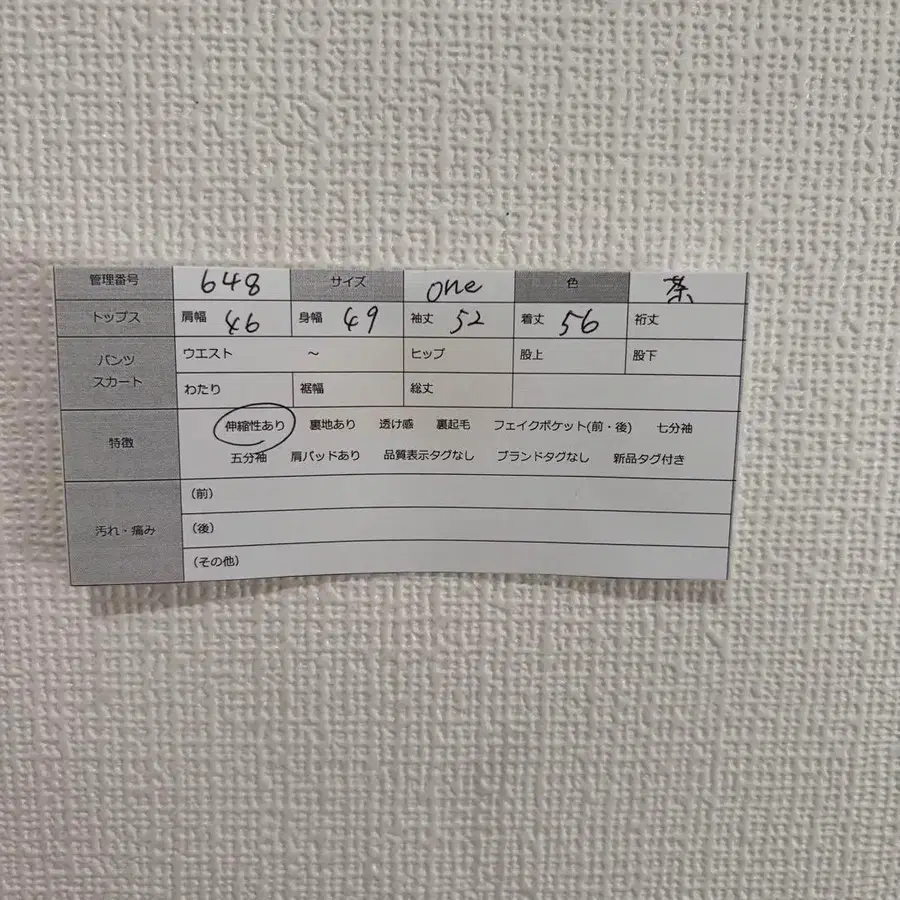 管理番号 648 サイズ one 色 茶
トップス 肩幅 46 身幅 49 袖丈 52 着丈 56 裄丈
パンツ スカート ウエスト ～ ヒップ 股上 股下
わたり 裾幅 総丈
特徴 伸縮性あり 裏地あり 透け感 裏起毛 フェイクポケット(前・後) 七分袖
五分袖 肩パッドあり 品質表示タグなし ブランドタグなし 新品タグ付き
汚れ・痛み (前)
(後)
(その他)